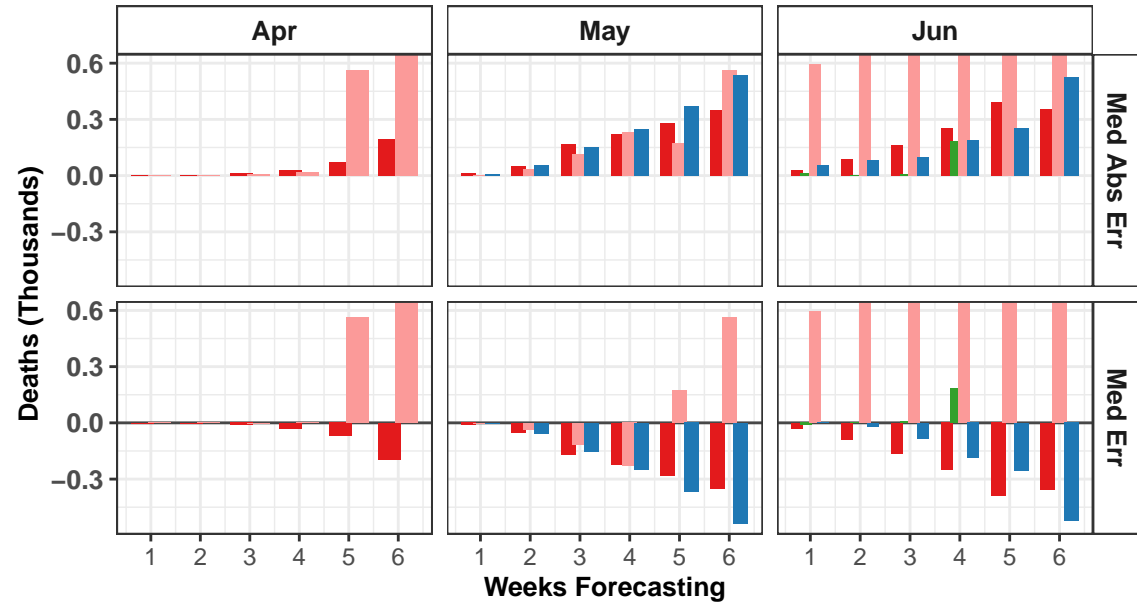 Apr May Jun
0.6
0.3
0.0
−0.3
Med Abs Err
0.6
0.3
0.0
−0.3
Med Err
Deaths (Thousands)
1 2 3 4 5 6 1 2 3 4 5 6 1 2 3 4 5 6
Weeks Forecasting